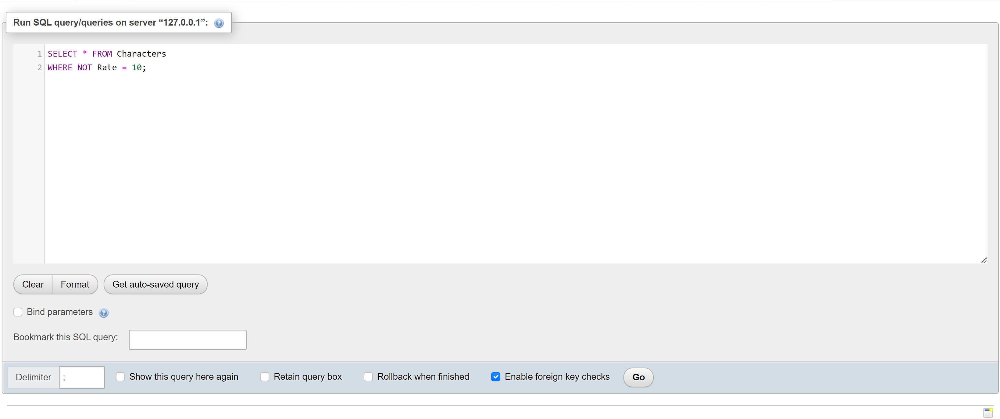 Run SQL query/queries on server “127.0.0.1”:
1 SELECT * FROM Characters
2 WHERE NOT Rate = 10;
Clear Format Get auto-saved query
Bind parameters
Bookmark this SQL query:
Delimiter ; Show this query here again Retain query box Rollback when finished Enable foreign key checks Go